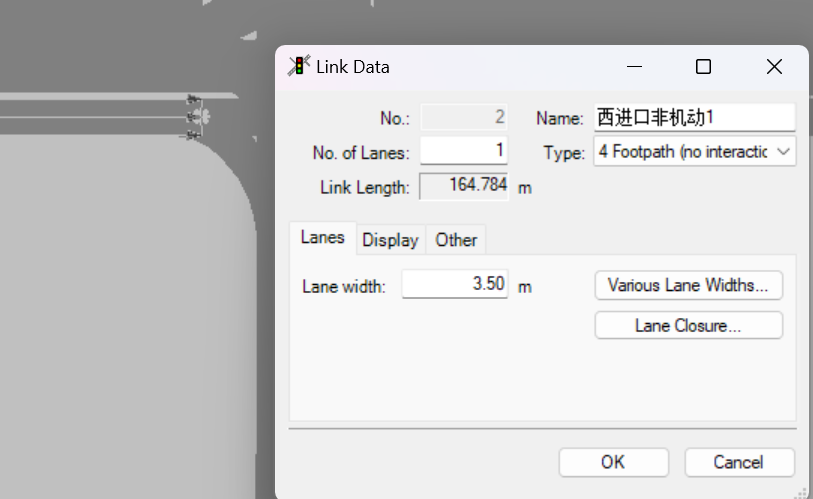 Link Data
No.: 2 Name: 西进口非机动1
No. of Lanes: 1 Type: 4 Footpath (no interactic
Link Length: 164.784 m
Lanes Display Other
Lane width: 3.50 m Various Lane Widths...
Lane Closure...
OK Cancel